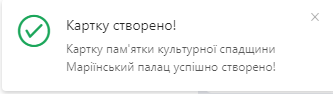 Картку створено!
Картку пам'ятки культурної спадщини
Маріїнський палац успішно створено!